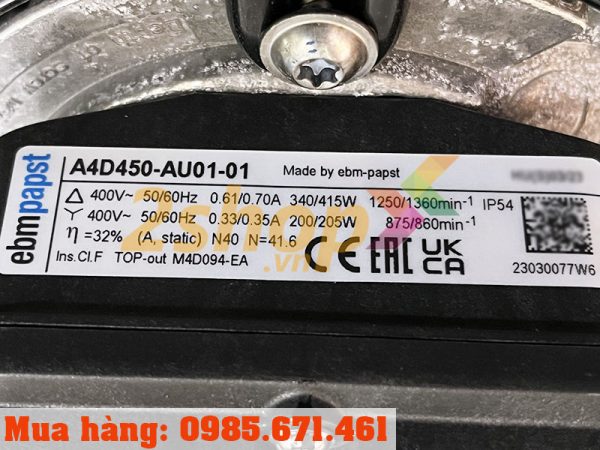 ebmpapst
A4D450-AU01-01 Made by ebm-papst
△ 400V~ 50/60Hz 0.61/0.70A 340/415W 1250/1360min⁻¹ IP54
Y 400V~ 50/60Hz 0.33/0.35A 200/205W 875/860min⁻¹
η =32% (A, static) N40 N=41.6 CE EAC UKCA
Ins.Cl.F TOP-out M4D094-EA 23030077W6
2shop
.vn
Mua hàng: 0985.671.461